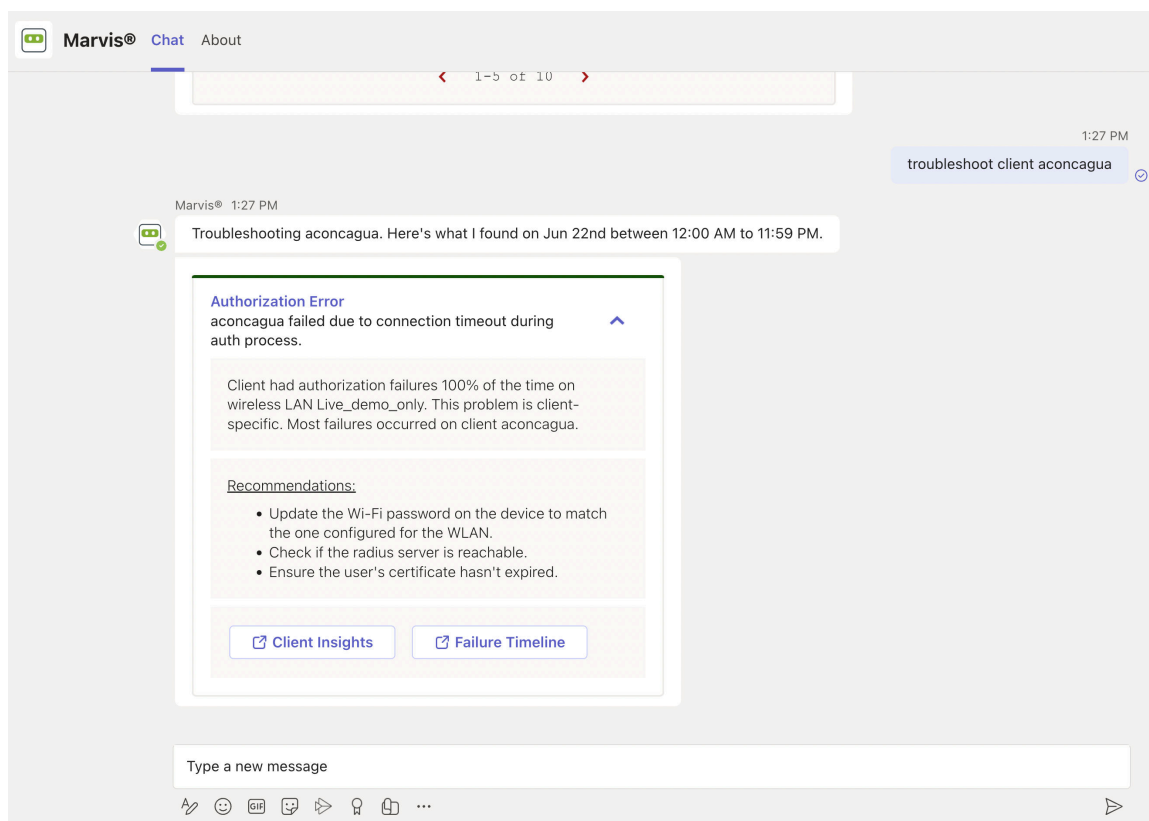 Marvis® Chat About
1-5 of 10
1:27 PM
troubleshoot client aconcagua
Marvis® 1:27 PM
Troubleshooting aconcagua. Here's what I found on Jun 22nd between 12:00 AM to 11:59 PM.
Authorization Error
aconcagua failed due to connection timeout during
auth process.
Client had authorization failures 100% of the time on
wireless LAN Live_demo_only. This problem is client-
specific. Most failures occurred on client aconcagua.
Recommendations:
• Update the Wi-Fi password on the device to match
the one configured for the WLAN.
• Check if the radius server is reachable.
• Ensure the user's certificate hasn't expired.
Client Insights
Failure Timeline
Type a new message
GIF